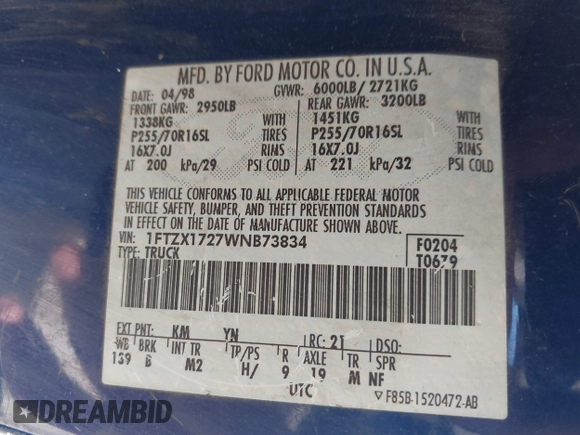 MFD. BY FORD MOTOR CO. IN U.S.A.
DATE: 04/98 GVWR: 6000LB/ 2721KG
FRONT GAWR: 2950LB REAR GAWR: 3200LB
1338KG WITH 1451KG WITH
P255/70R16SL TIRES P255/70R16SL TIRES
16X7.0J RIMS 16X7.0J RIMS
AT 200 kPa/29 PSI COLD AT 221 kPa/32 PSI COLD
THIS VEHICLE CONFORMS TO ALL APPLICABLE FEDERAL MOTOR
VEHICLE SAFETY, BUMPER, AND THEFT PREVENTION STANDARDS
IN EFFECT ON THE DATE OF MANUFACTURE SHOWN ABOVE.
VIN: 1FTZX1727WNB73834 F0204
TYPE: TRUCK T0679
EXT PNT: KM YN RC: 21 DSO:
WB BRK INT TR TP/PS R AXLE TR
139 B M2 H/ 9 19 M NF
UTC ▽F85B-1520472-AB
DREAMBID